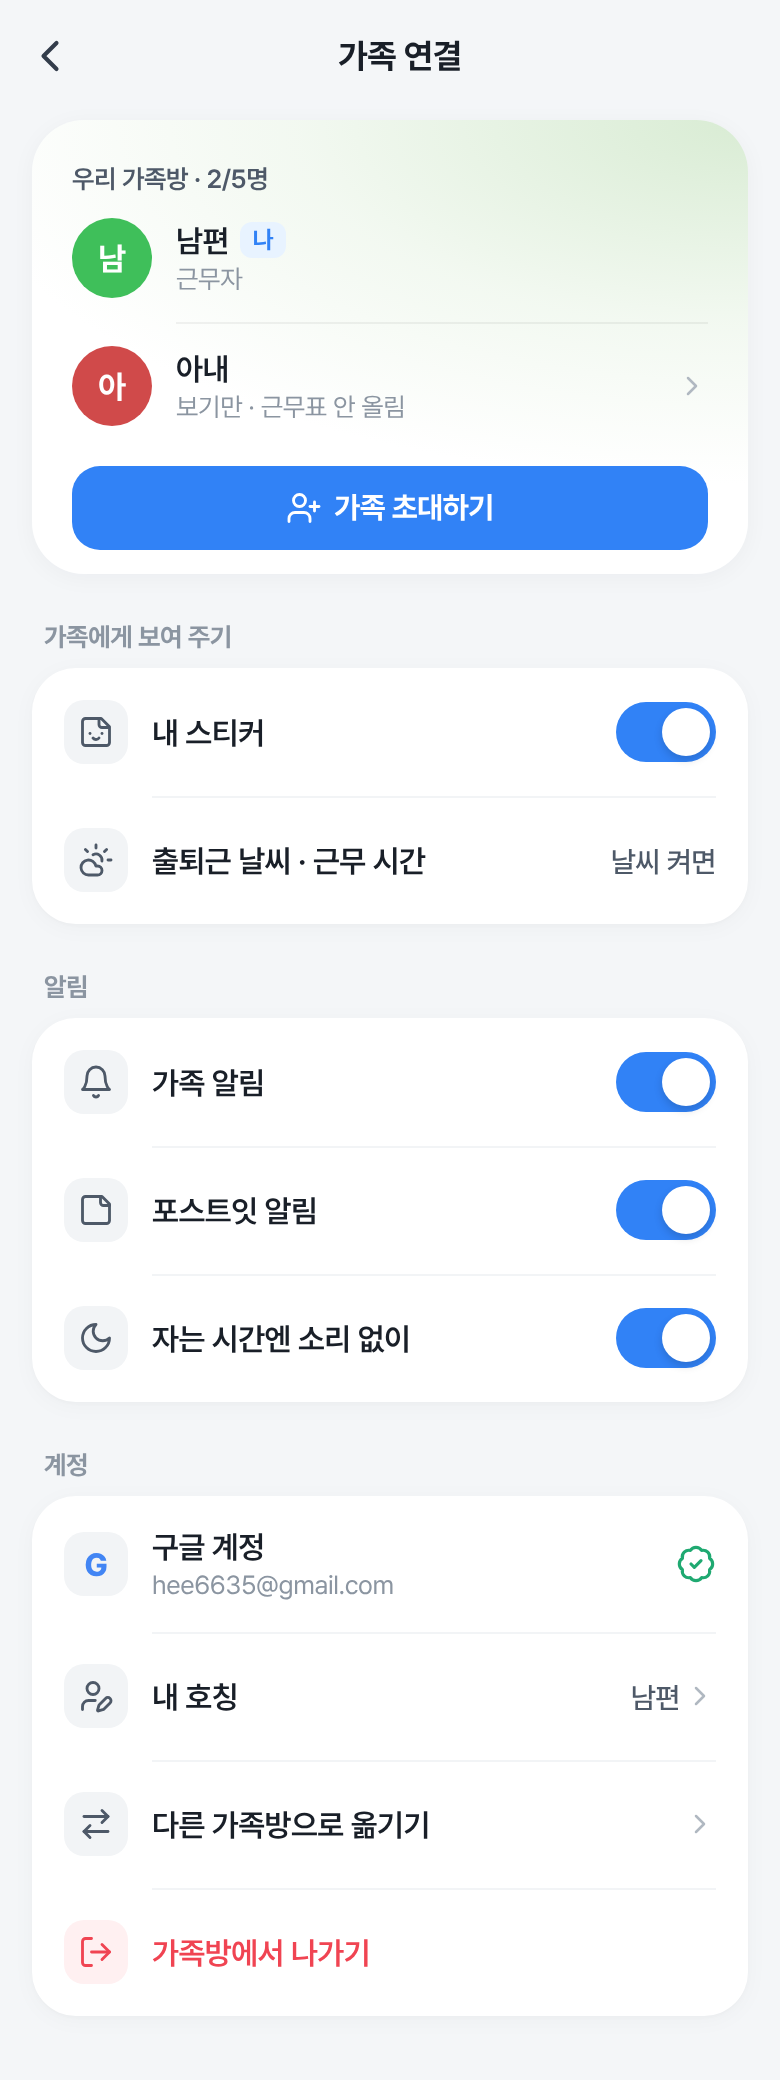 가족 연결
우리 가족방 · 2/5명
남
남편 나
근무자
아
아내
보기만 · 근무표 안 올림
가족 초대하기
가족에게 보여 주기
내 스티커
출퇴근 날씨 · 근무 시간 날씨 켜면
알림
가족 알림
포스트잇 알림
자는 시간엔 소리 없이
계정
G
구글 계정
hee6635@gmail.com
내 호칭 남편
다른 가족방으로 옮기기
가족방에서 나가기